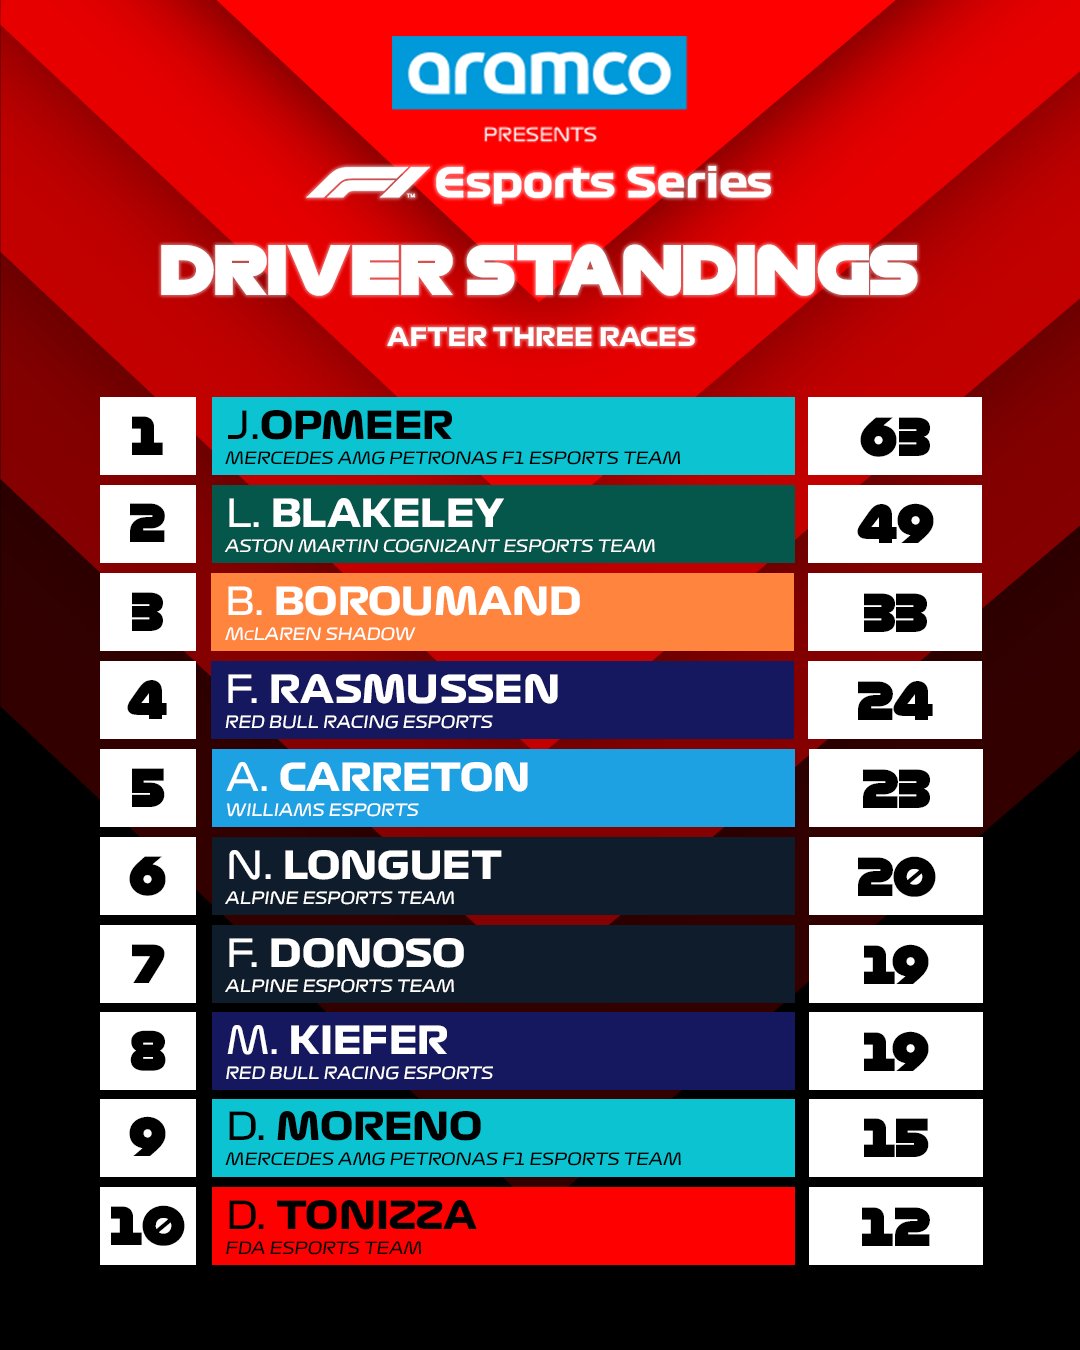 aramco
PRESENTS
F1™ Esports Series
DRIVER STANDINGS
AFTER THREE RACES
1 J.OPMEER 63
MERCEDES AMG PETRONAS F1 ESPORTS TEAM
2 L. BLAKELEY 49
ASTON MARTIN COGNIZANT ESPORTS TEAM
3 B. BOROUMAND 33
McLAREN SHADOW
4 F. RASMUSSEN 24
RED BULL RACING ESPORTS
5 A. CARRETON 23
WILLIAMS ESPORTS
6 N. LONGUET 20
ALPINE ESPORTS TEAM
7 F. DONOSO 19
ALPINE ESPORTS TEAM
8 M. KIEFER 19
RED BULL RACING ESPORTS
9 D. MORENO 15
MERCEDES AMG PETRONAS F1 ESPORTS TEAM
10 D. TONIZZA 12
FDA ESPORTS TEAM